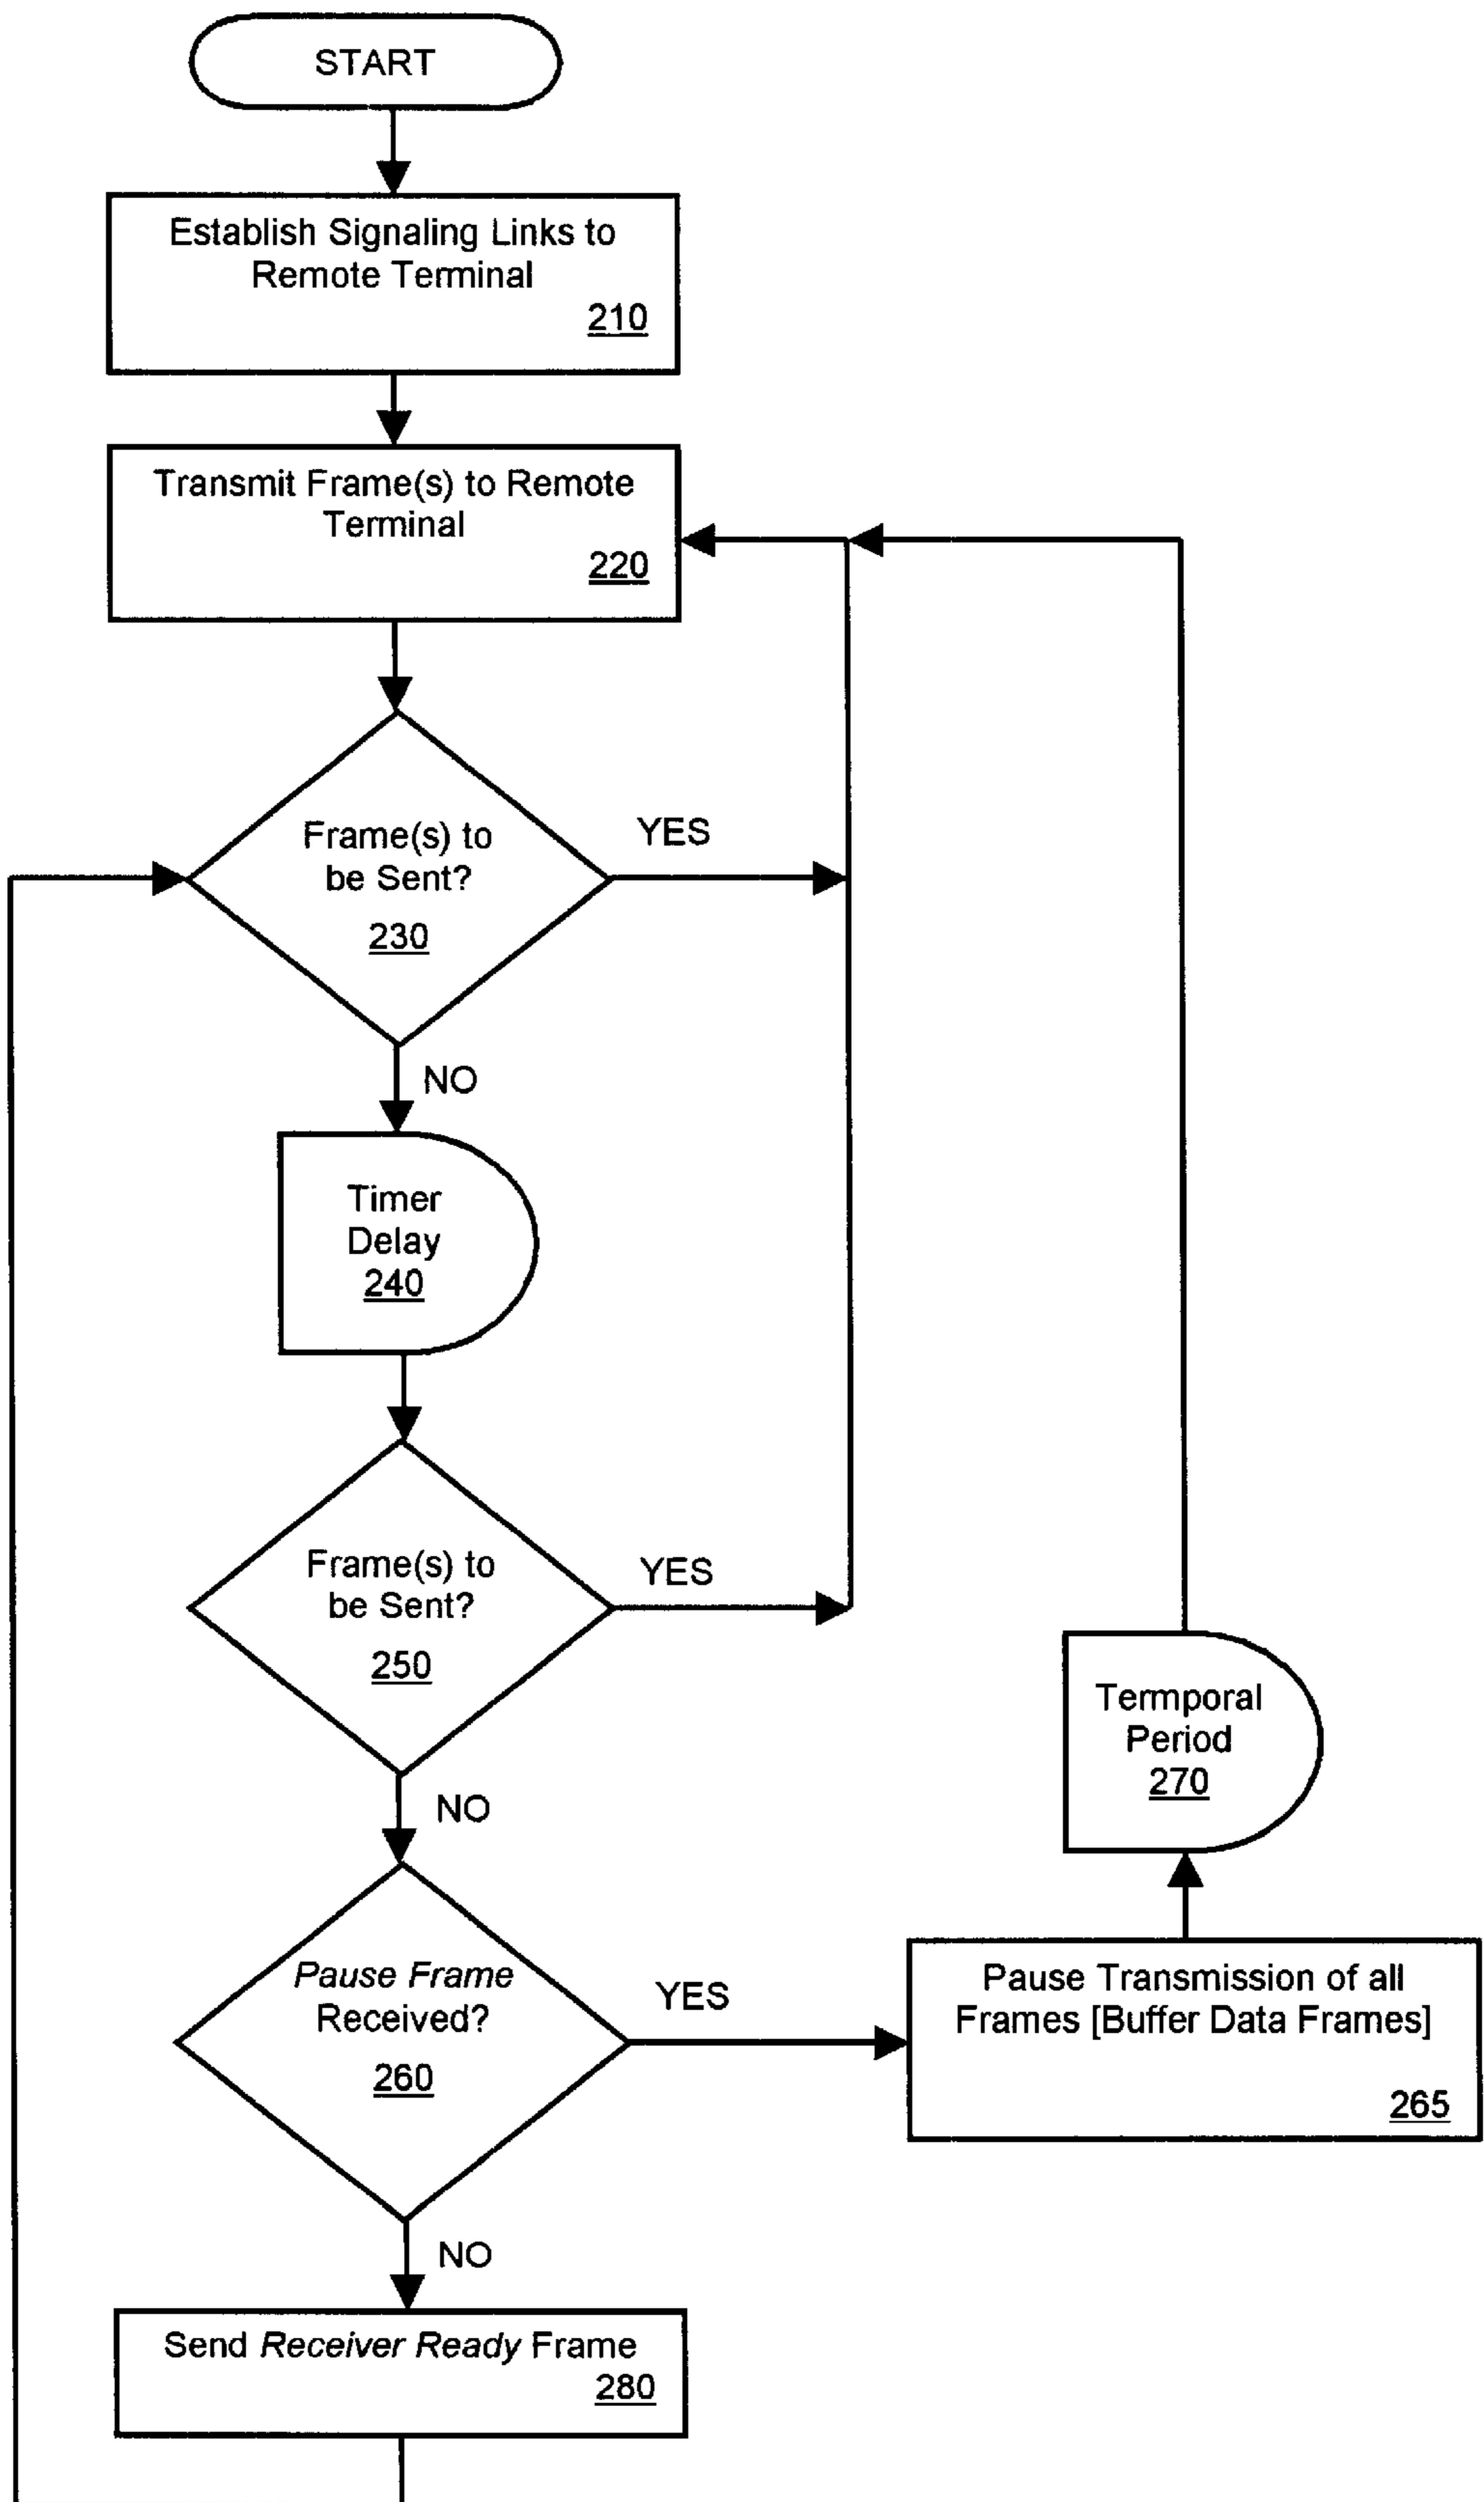 START
Establish Signaling Links to
Remote Terminal
210
Transmit Frame(s) to Remote
Terminal
220
Frame(s) to
be Sent?
230
YES
NO
Timer
Delay
240
Frame(s) to
be Sent?
250
YES
NO
Pause Frame
Received?
260
YES
Termporal
Period
270
Pause Transmission of all
Frames [Buffer Data Frames]
265
NO
Send Receiver Ready Frame
280